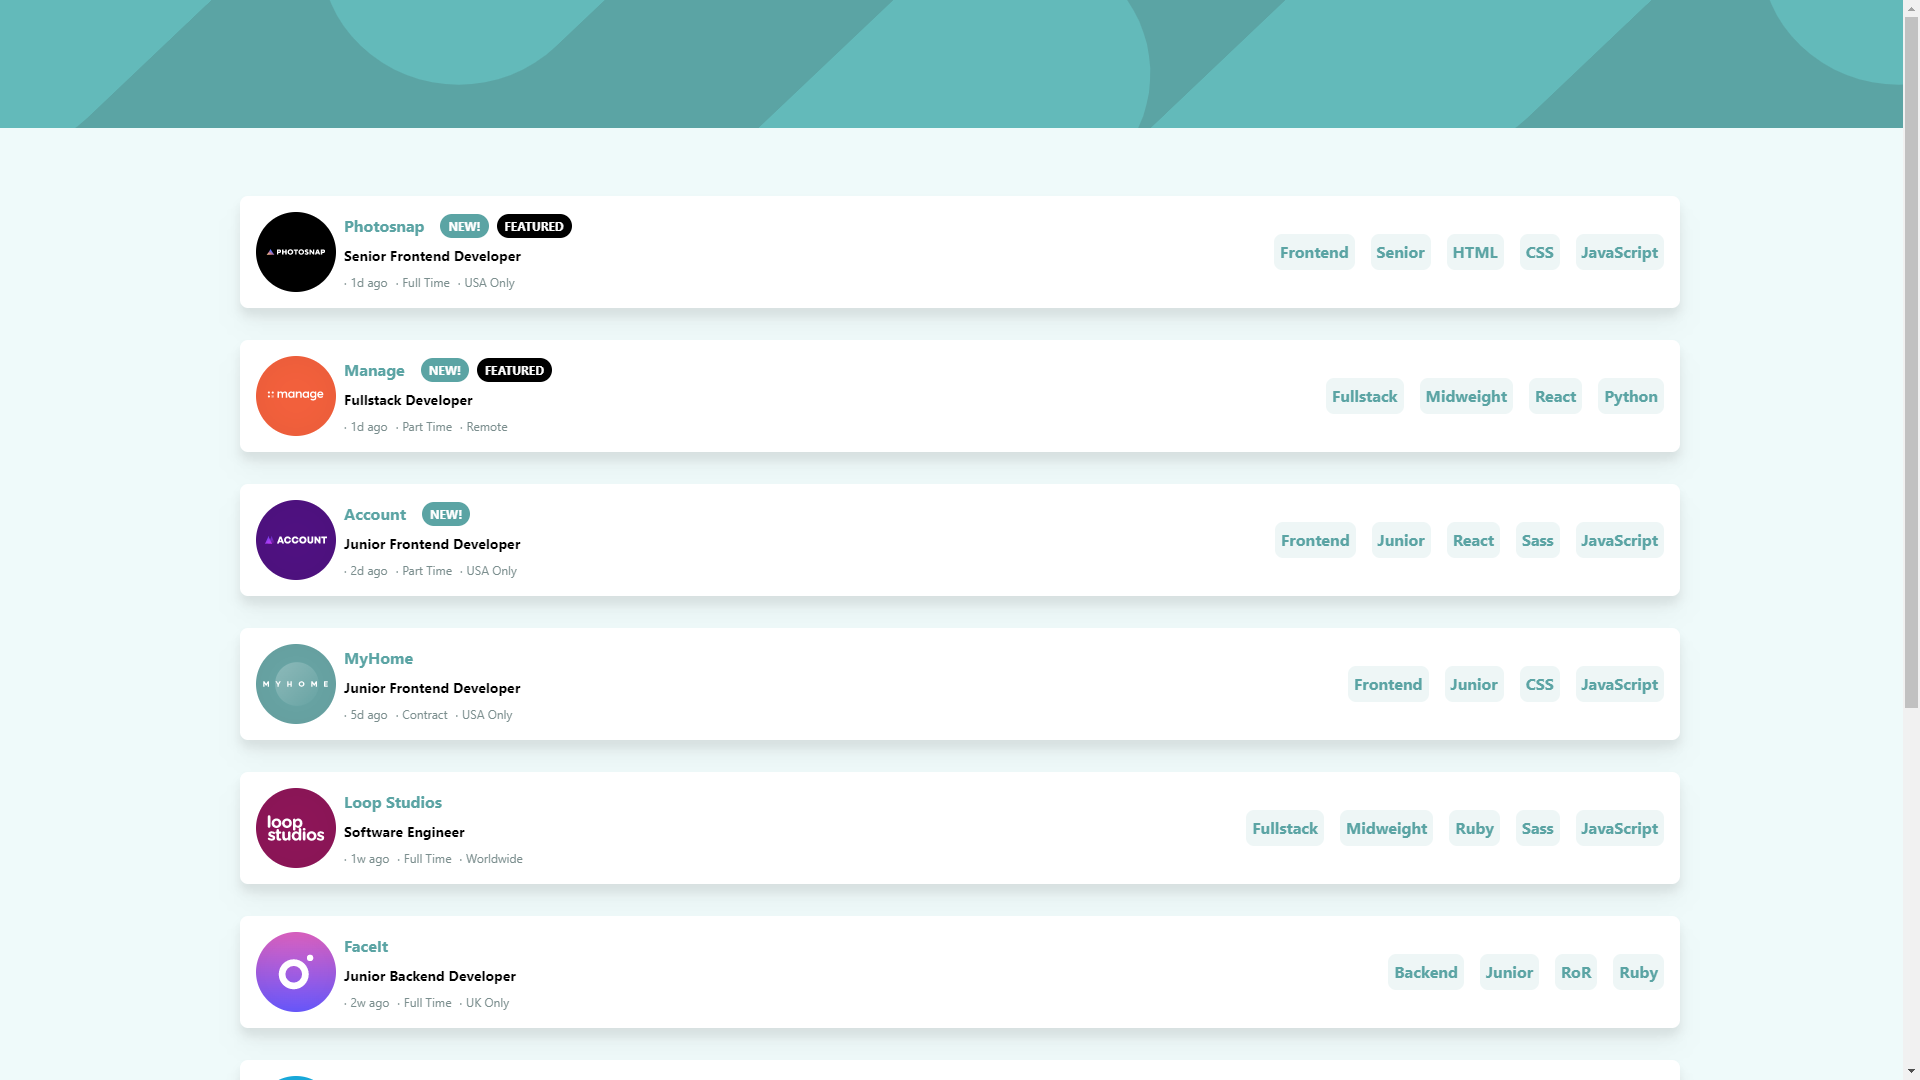 PHOTOSNAP
Photosnap NEW! FEATURED
Senior Frontend Developer
· 1d ago · Full Time · USA Only
Frontend Senior HTML CSS JavaScript
:: manage
Manage NEW! FEATURED
Fullstack Developer
· 1d ago · Part Time · Remote
Fullstack Midweight React Python
ACCOUNT
Account NEW!
Junior Frontend Developer
· 2d ago · Part Time · USA Only
Frontend Junior React Sass JavaScript
MYHOME
MyHome
Junior Frontend Developer
· 5d ago · Contract · USA Only
Frontend Junior CSS JavaScript
loop
studios
Loop Studios
Software Engineer
· 1w ago · Full Time · Worldwide
Fullstack Midweight Ruby Sass JavaScript
FaceIt
Junior Backend Developer
· 2w ago · Full Time · UK Only
Backend Junior RoR Ruby